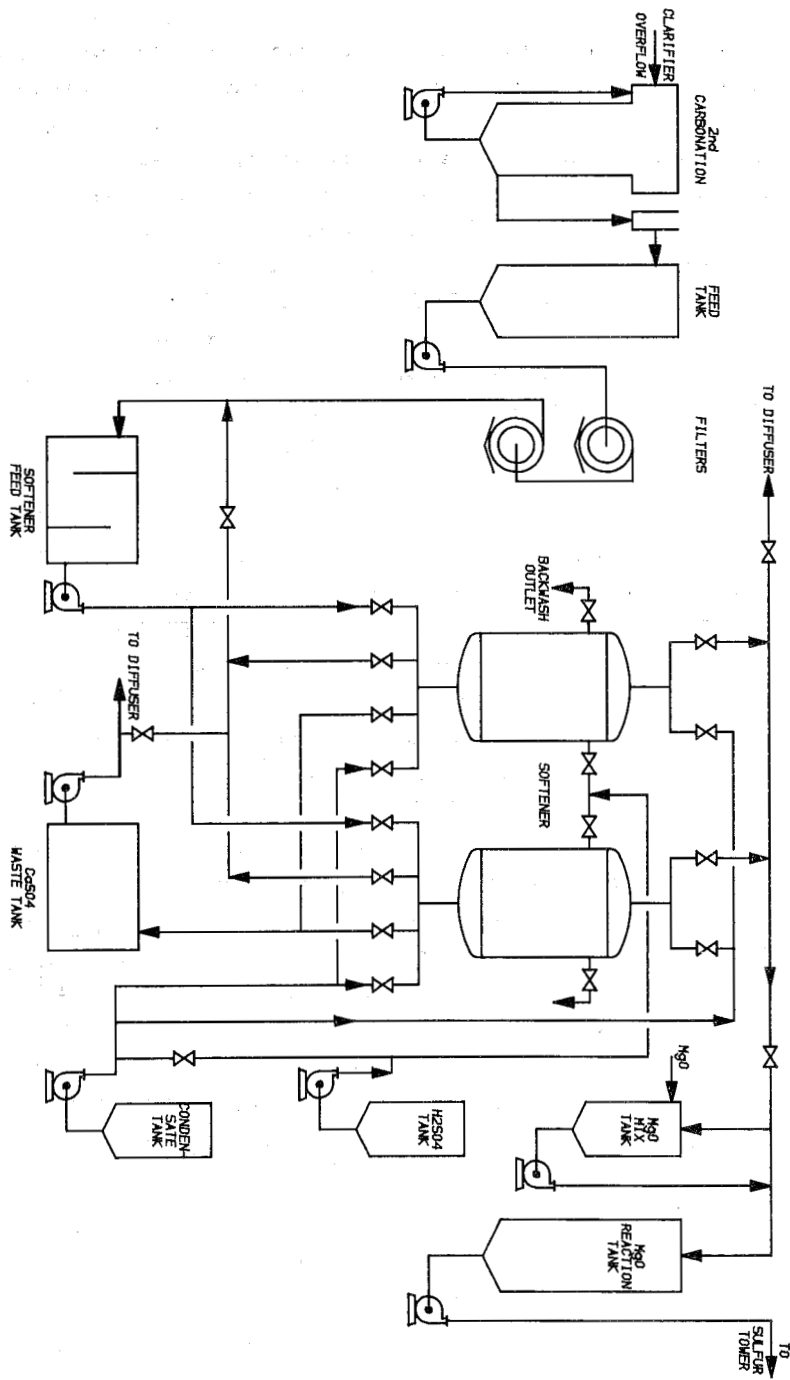 CLARIFIER
OVERFLOW
2nd
CARBONATION
FEED
TANK
FILTERS
TO DIFFUSER
SOFTENER
FEED TANK
BACKWASH
OUTLET
TO DIFFUSER
SOFTENER
CaSO4
WASTE TANK
CONDEN-
SATE
TANK
H2SO4
TANK
MgO
MgO
MIX
TANK
MgO
REACTION
TANK
TO
SULFUR
TOWER